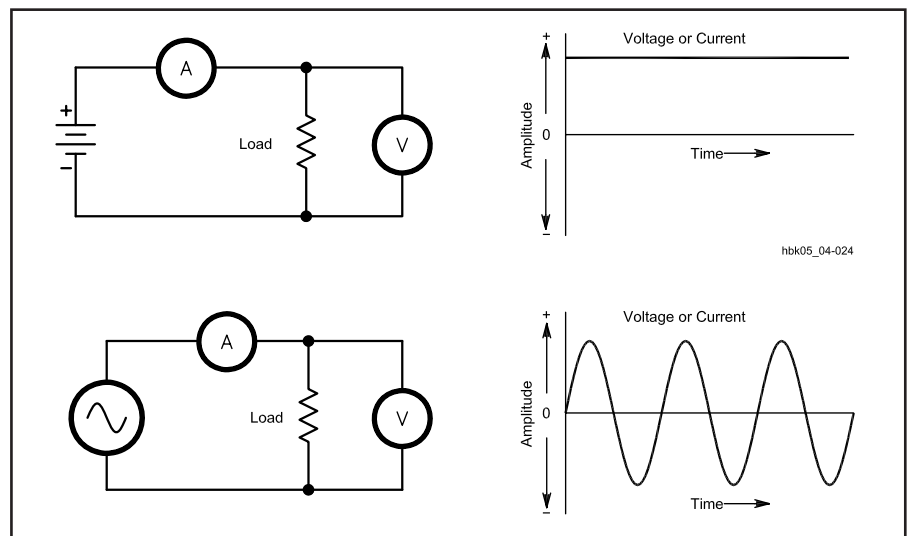 A
+
-
Load
V
+
Voltage or Current
Amplitude
0
Time
-
hbk05_04-024
A
Load
V
+
Voltage or Current
Amplitude
0
Time
-